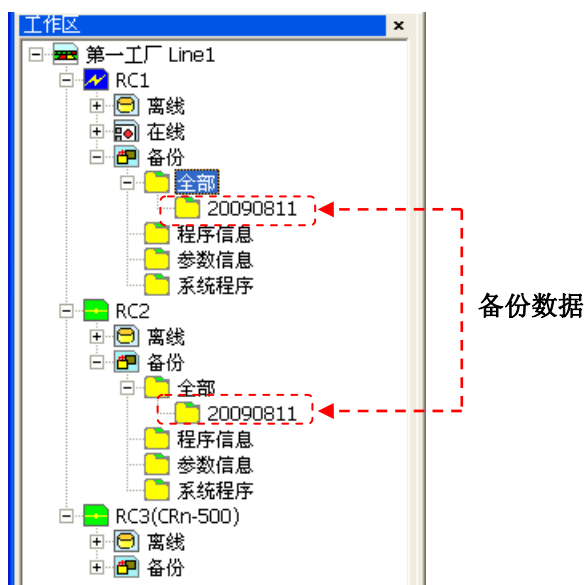 工作区
第一工厂 Line1
RC1
离线
在线
备份
全部
20090811
程序信息
参数信息
系统程序
RC2
离线
备份
全部
20090811
程序信息
参数信息
系统程序
RC3(CRn-500)
离线
备份
备份数据